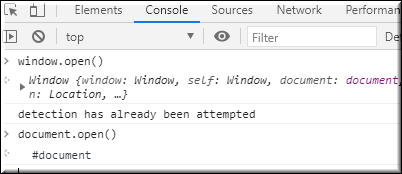 Elements Console Sources Network Performan
top Filter De
window.open()
Window {window: Window, self: Window, document: document,
n: Location, …}
detection has already been attempted
document.open()
#document